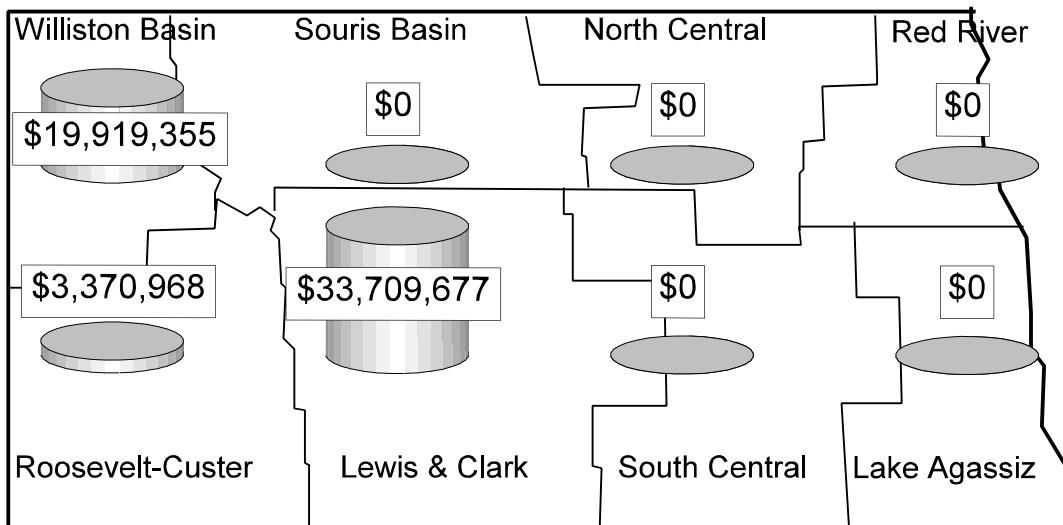 Williston Basin
Souris Basin
North Central
Red River
$19,919,355
$0
$0
$0
$3,370,968
$33,709,677
$0
$0
Roosevelt-Custer
Lewis & Clark
South Central
Lake Agassiz